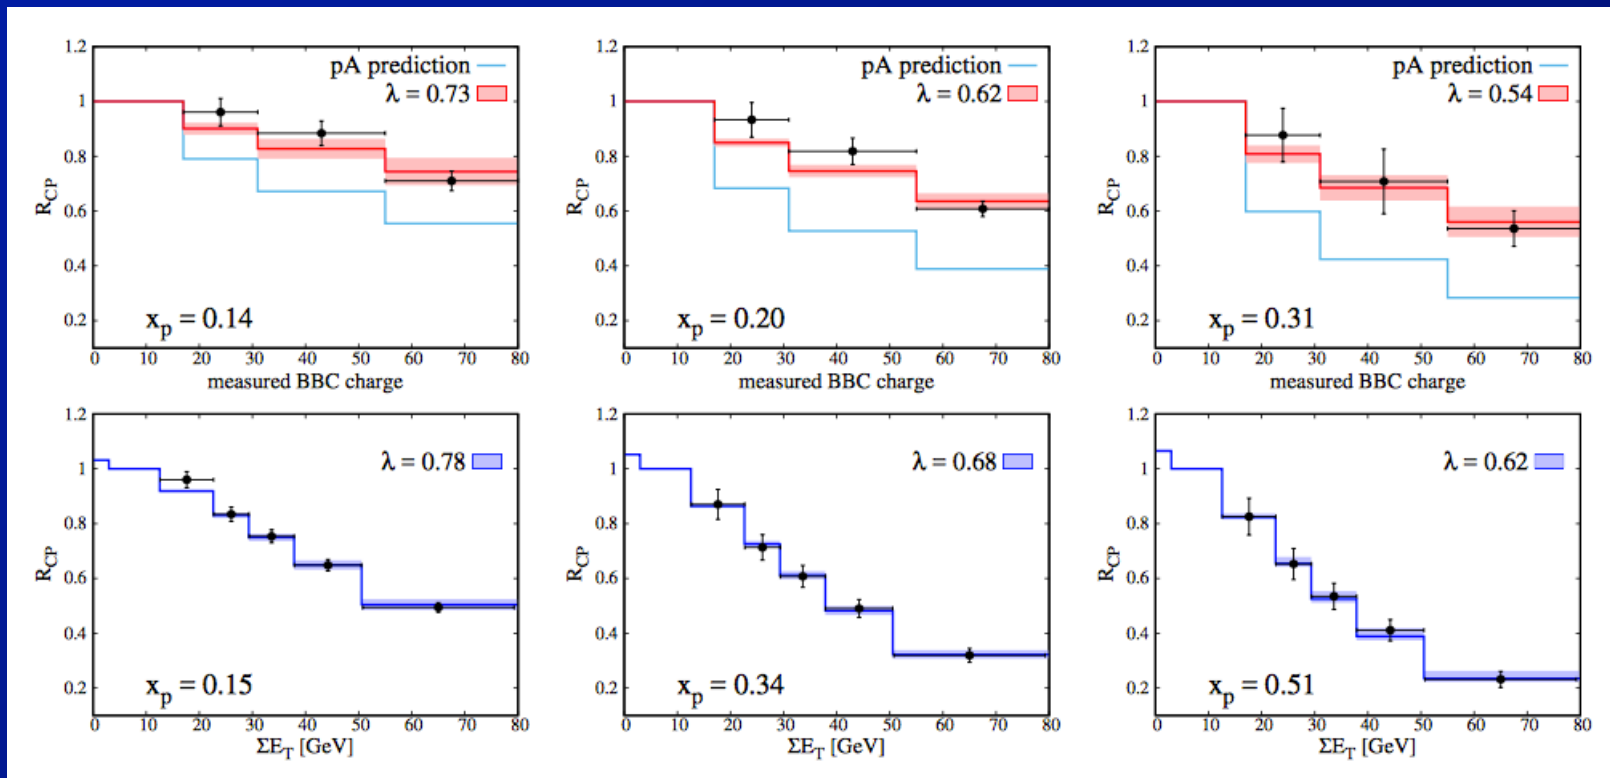 1.2
1
0.8
0.6
0.4
0.2
R_CP
pA prediction
λ = 0.73
x_p = 0.14
0 10 20 30 40 50 60 70 80
measured BBC charge
1.2
1
0.8
0.6
0.4
0.2
R_CP
pA prediction
λ = 0.62
x_p = 0.20
0 10 20 30 40 50 60 70 80
measured BBC charge
1.2
1
0.8
0.6
0.4
0.2
R_CP
pA prediction
λ = 0.54
x_p = 0.31
0 10 20 30 40 50 60 70 80
measured BBC charge
1.2
1
0.8
0.6
0.4
0.2
R_CP
λ = 0.78
x_p = 0.15
0 10 20 30 40 50 60 70 80
ΣE_T [GeV]
1.2
1
0.8
0.6
0.4
0.2
R_CP
λ = 0.68
x_p = 0.34
0 10 20 30 40 50 60 70 80
ΣE_T [GeV]
1.2
1
0.8
0.6
0.4
0.2
R_CP
λ = 0.62
x_p = 0.51
0 10 20 30 40 50 60 70 80
ΣE_T [GeV]